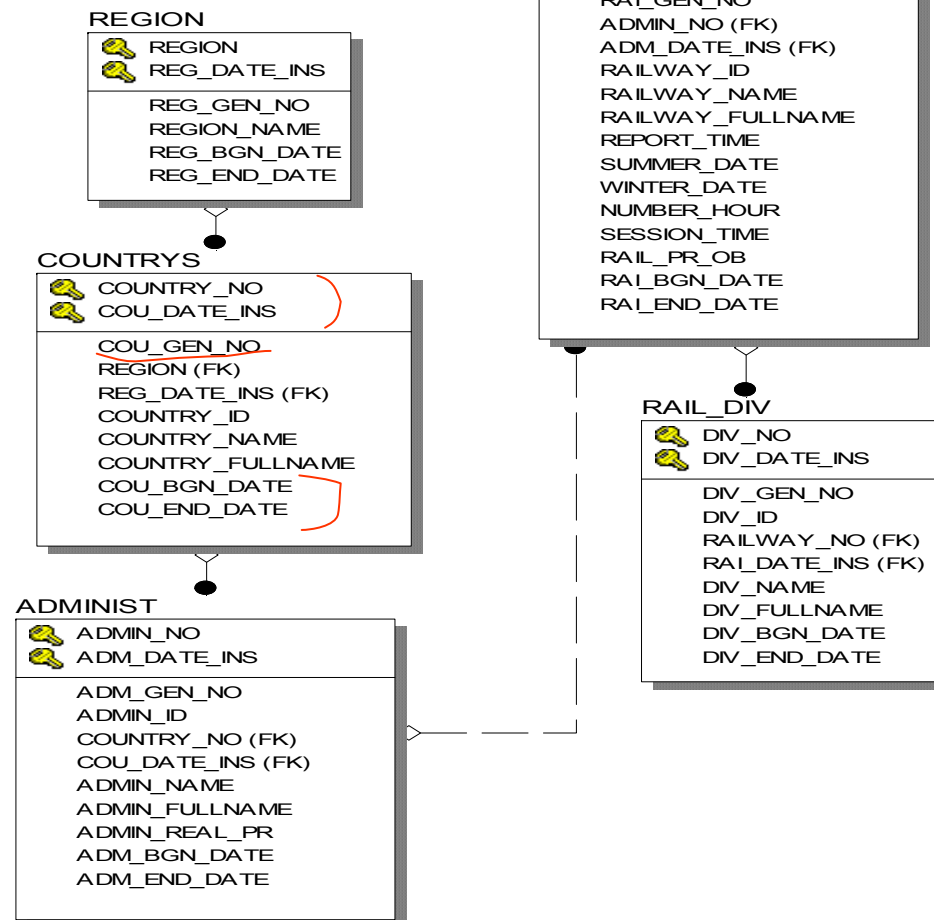 REGION
REGION
REG_DATE_INS
REG_GEN_NO
REGION_NAME
REG_BGN_DATE
REG_END_DATE
COUNTRYS
COUNTRY_NO
COU_DATE_INS
COU_GEN_NO
REGION (FK)
REG_DATE_INS (FK)
COUNTRY_ID
COUNTRY_NAME
COUNTRY_FULLNAME
COU_BGN_DATE
COU_END_DATE
ADMINIST
ADMIN_NO
ADM_DATE_INS
ADM_GEN_NO
ADMIN_ID
COUNTRY_NO (FK)
COU_DATE_INS (FK)
ADMIN_NAME
ADMIN_FULLNAME
ADMIN_REAL_PR
ADM_BGN_DATE
ADM_END_DATE
RAI_GEN_NO
ADMIN_NO (FK)
ADM_DATE_INS (FK)
RAILWAY_ID
RAILWAY_NAME
RAILWAY_FULLNAME
REPORT_TIME
SUMMER_DATE
WINTER_DATE
NUMBER_HOUR
SESSION_TIME
RAIL_PR_OB
RAI_BGN_DATE
RAI_END_DATE
RAIL_DIV
DIV_NO
DIV_DATE_INS
DIV_GEN_NO
DIV_ID
RAILWAY_NO (FK)
RAI_DATE_INS (FK)
DIV_NAME
DIV_FULLNAME
DIV_BGN_DATE
DIV_END_DATE